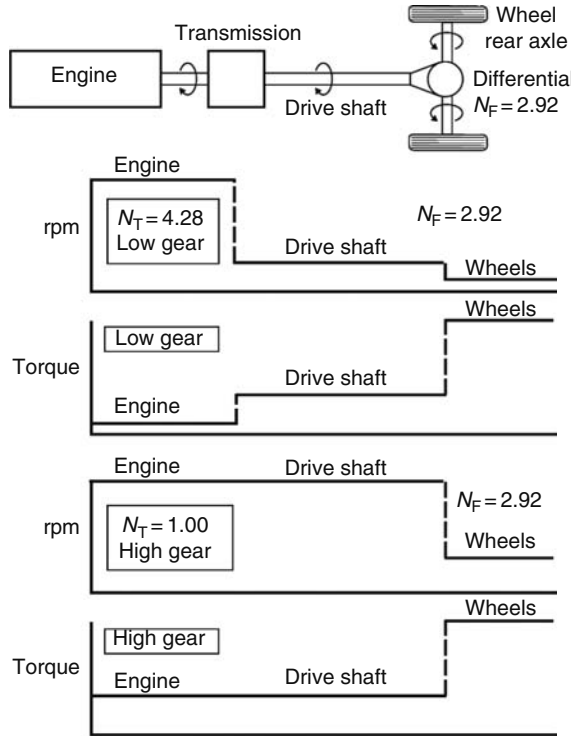 Wheel
rear axle
Transmission
Engine
Differential
Drive shaft
N_F = 2.92
Engine
rpm
N_T = 4.28
Low gear
N_F = 2.92
Drive shaft
Wheels
Wheels
Low gear
Torque
Drive shaft
Engine
Engine
Drive shaft
rpm
N_T = 1.00
High gear
N_F = 2.92
Wheels
Wheels
High gear
Torque
Engine
Drive shaft